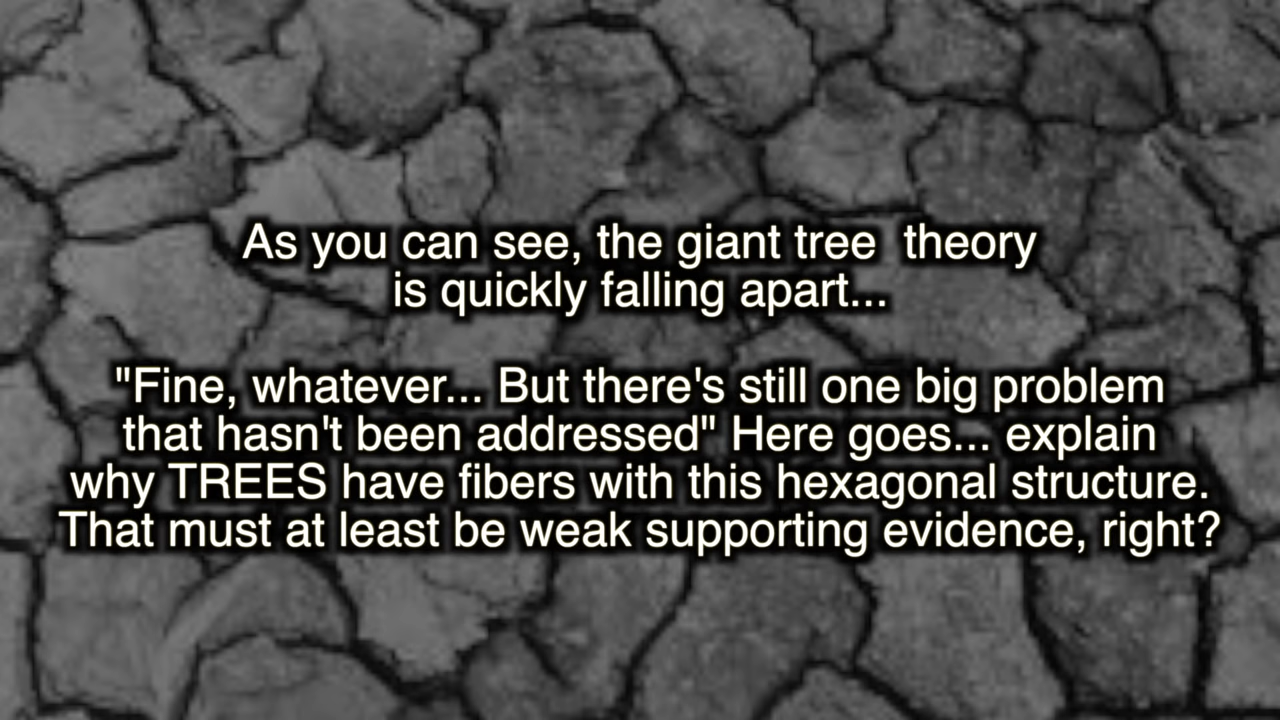 As you can see, the giant tree  theory
is quickly falling apart...
"Fine, whatever... But there's still one big problem
that hasn't been addressed" Here goes... explain
why TREES have fibers with this hexagonal structure.
That must at least be weak supporting evidence, right?